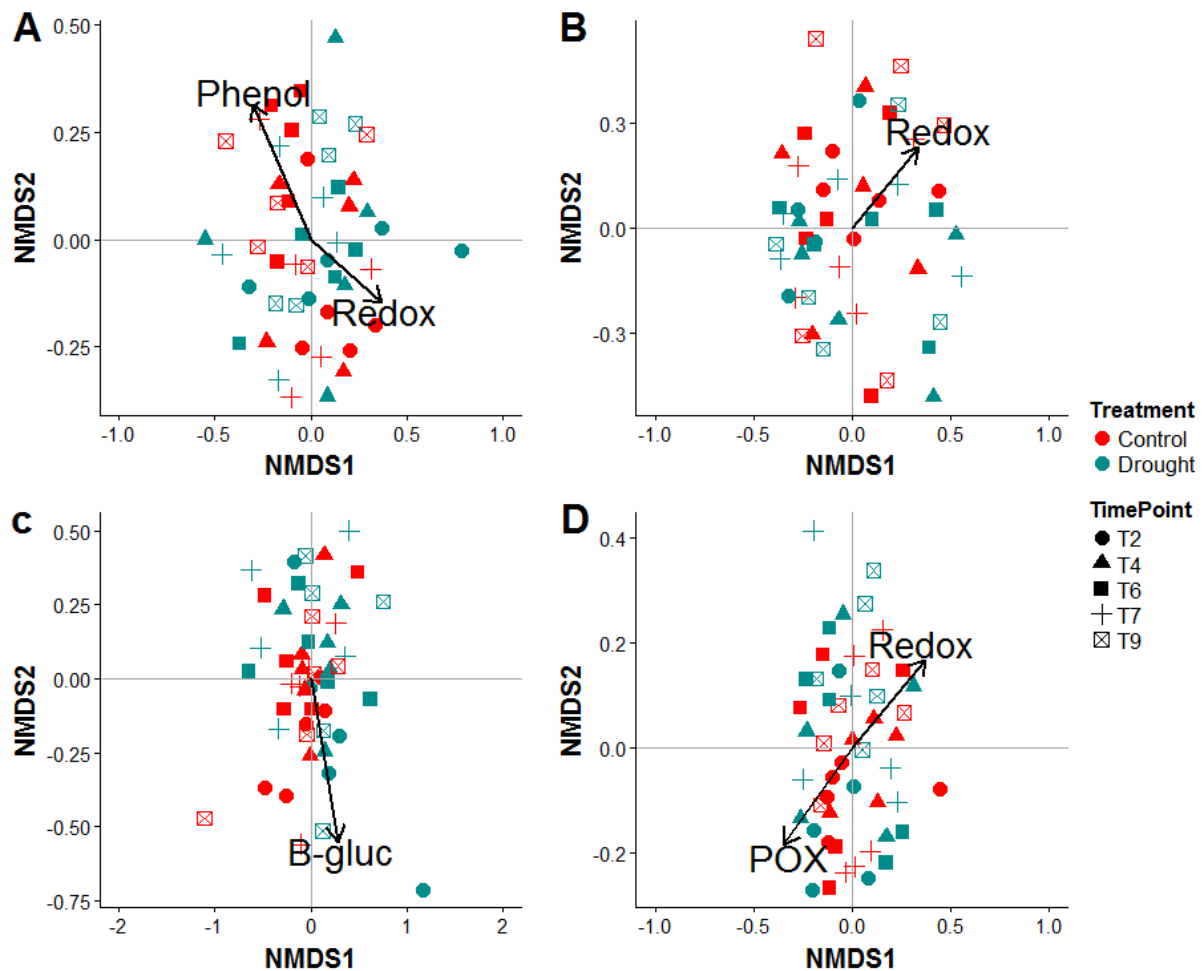 A
0.50
0.25
0.00
-0.25
NMDS2
Phenol
Redox
-1.0 -0.5 0.0 0.5 1.0
NMDS1
B
0.3
0.0
-0.3
NMDS2
Redox
-1.0 -0.5 0.0 0.5 1.0
NMDS1
Treatment
Control
Drought
TimePoint
T2
T4
T6
T7
T9
c
0.50
0.25
0.00
-0.25
-0.50
-0.75
NMDS2
B-gluc
-2 -1 0 1 2
NMDS1
D
0.4
0.2
0.0
-0.2
NMDS2
Redox
POX
-1.0 -0.5 0.0 0.5 1.0
NMDS1